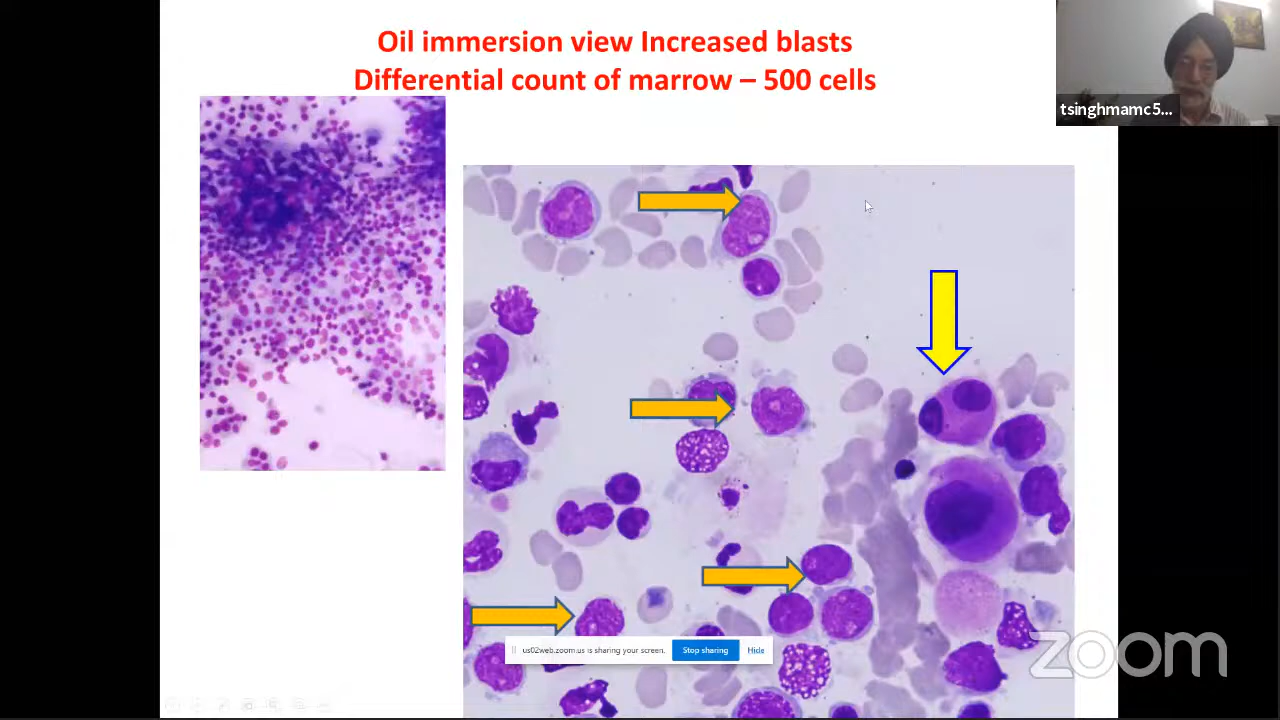 Oil immersion view Increased blasts
Differential count of marrow – 500 cells
tsinghmamc5...
us02web.zoom.us is sharing your screen.
Stop sharing
Hide
zoom